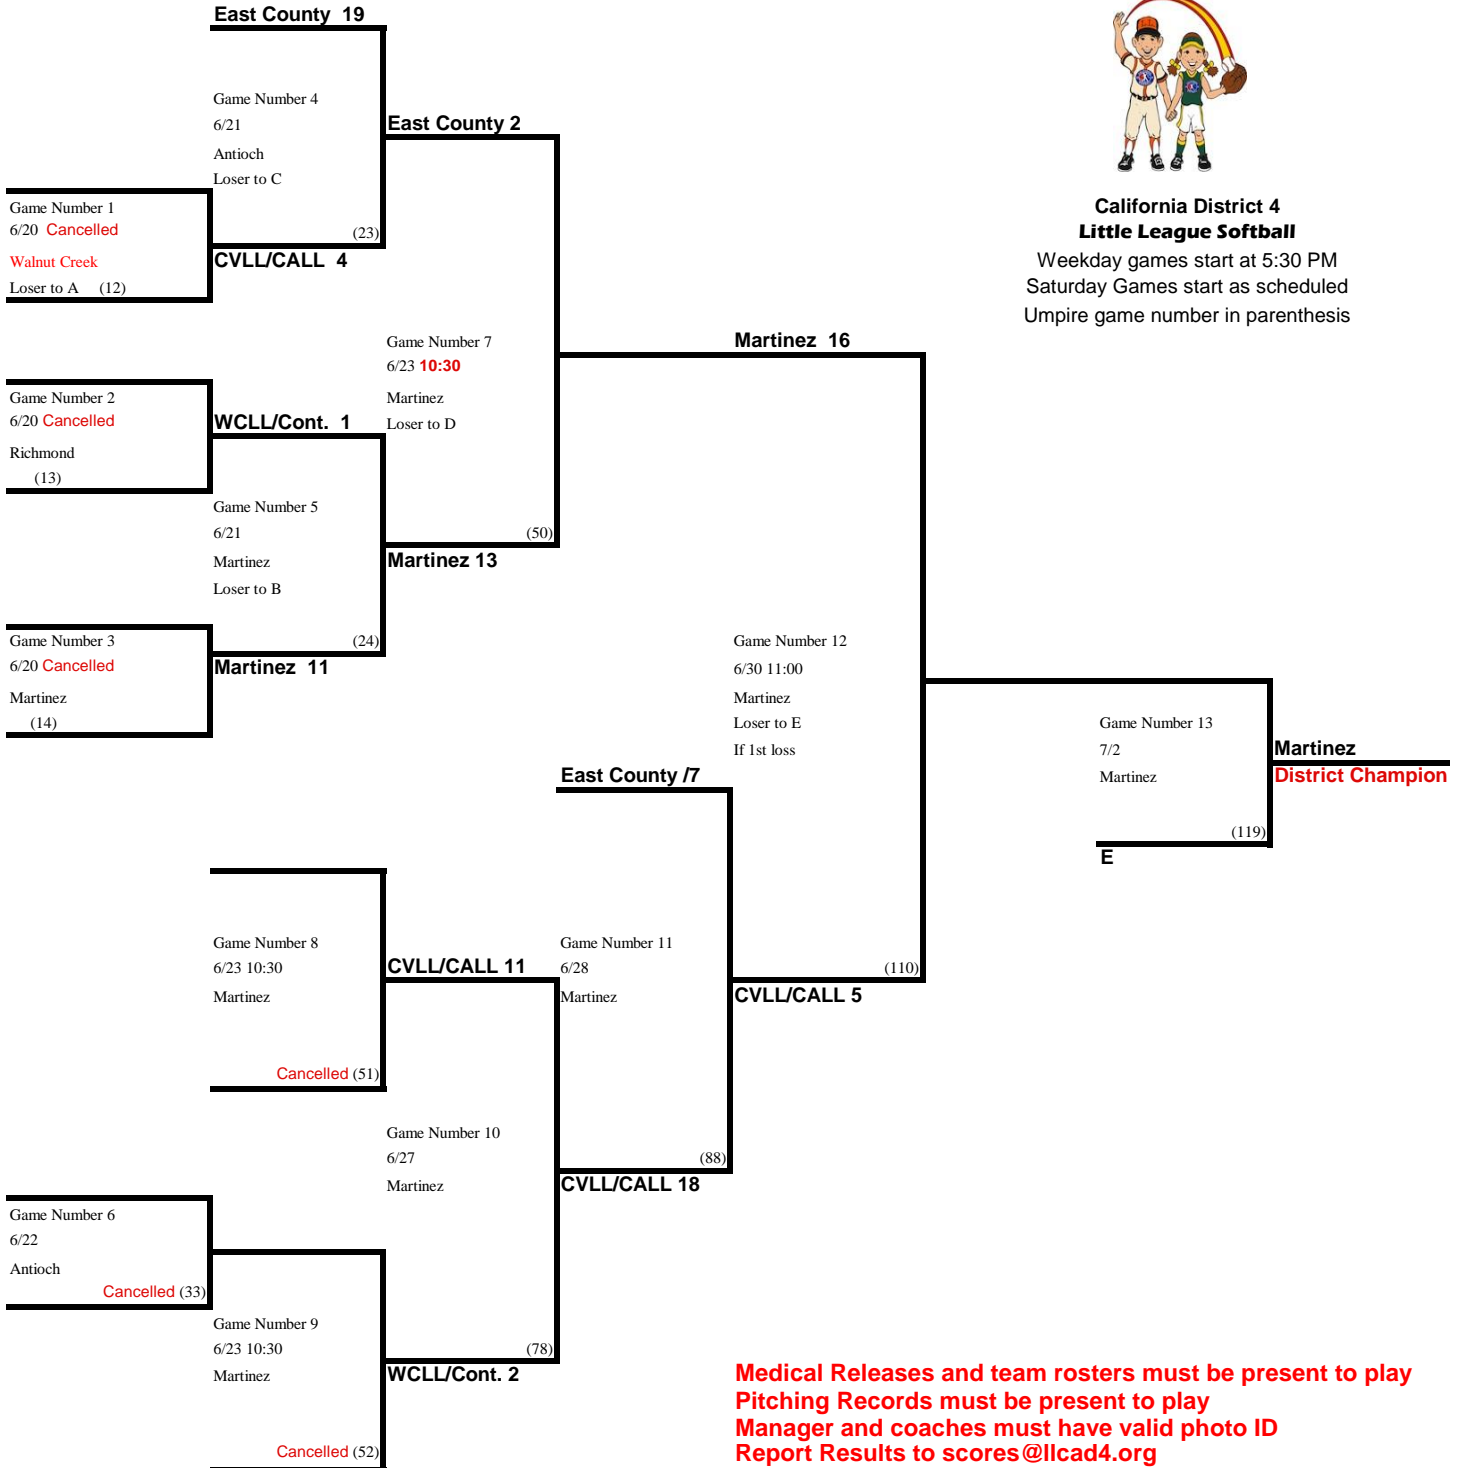 East County 19
Game Number 4
6/21
Antioch
Loser to C
(23)
East County 2
Game Number 1
6/20 Cancelled
Walnut Creek
Loser to A (12)
CVLL/CALL 4
California District 4
Little League Softball
Weekday games start at 5:30 PM
Saturday Games start as scheduled
Umpire game number in parenthesis
Game Number 7
6/23 10:30
Martinez
Loser to D
(50)
Martinez 16
Game Number 2
6/20 Cancelled
Richmond
(13)
WCLL/Cont. 1
Game Number 5
6/21
Martinez
Loser to B
(24)
Martinez 13
Game Number 3
6/20 Cancelled
Martinez
(14)
Martinez 11
Game Number 12
6/30 11:00
Martinez
Loser to E
If 1st loss
(110)
Game Number 13
7/2
Martinez
(119)
E
Martinez
District Champion
East County /7
Game Number 8
6/23 10:30
Martinez
Cancelled (51)
CVLL/CALL 11
Game Number 11
6/28
Martinez
(88)
CVLL/CALL 5
Game Number 10
6/27
Martinez
(78)
CVLL/CALL 18
Game Number 6
6/22
Antioch
Cancelled (33)
Game Number 9
6/23 10:30
Martinez
Cancelled (52)
WCLL/Cont. 2
Medical Releases and team rosters must be present to play
Pitching Records must be present to play
Manager and coaches must have valid photo ID
Report Results to scores@llcad4.org